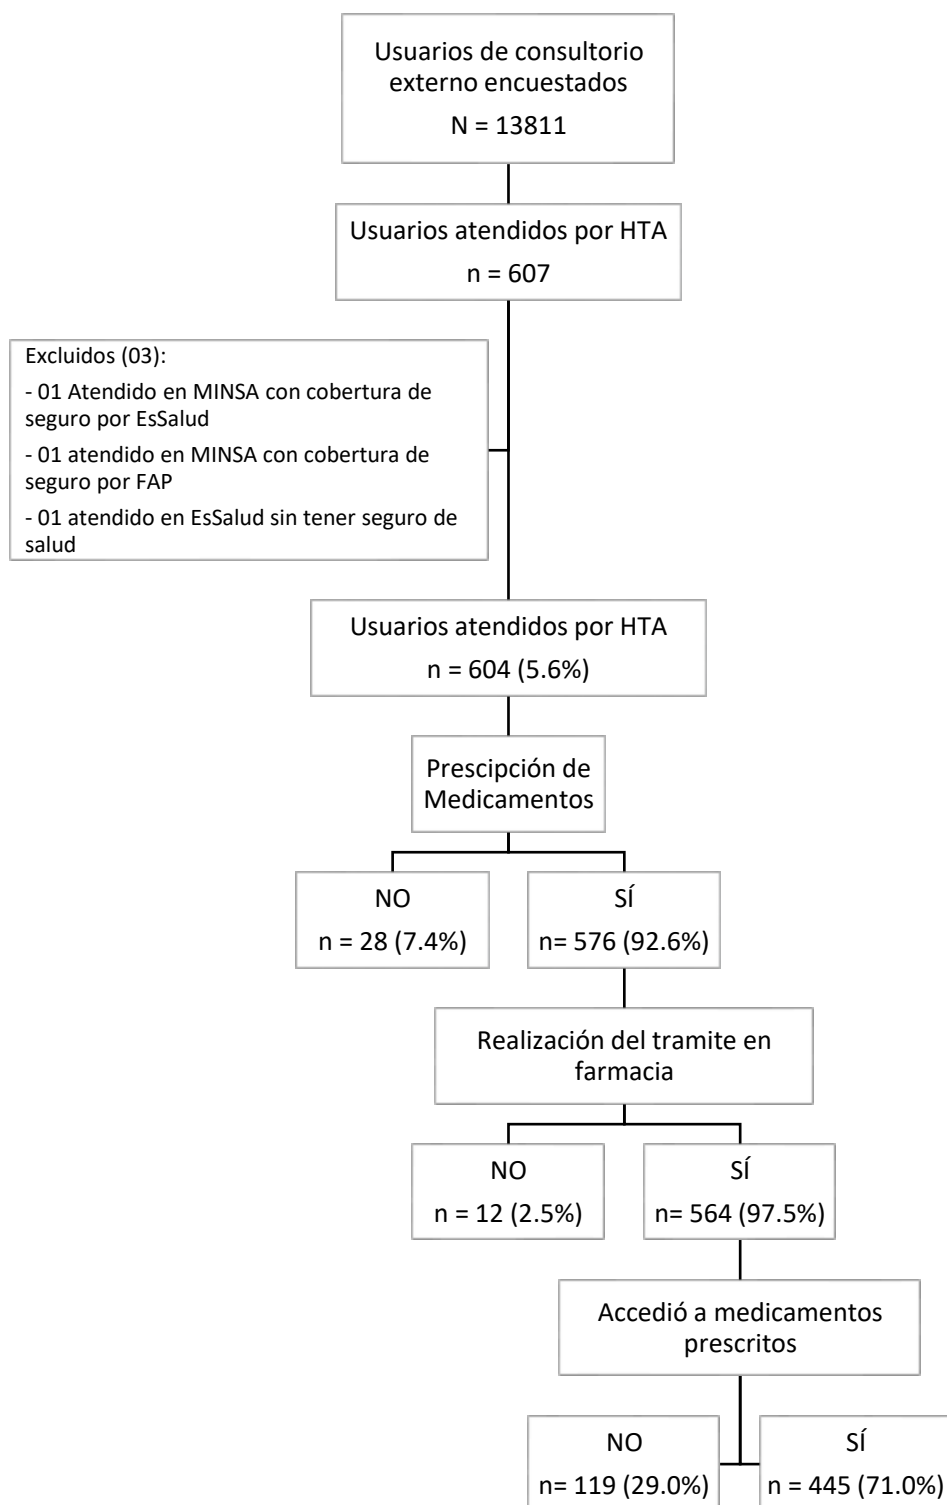 Usuarios de consultorio
externo encuestados
N = 13811
Usuarios atendidos por HTA
n = 607
Excluidos (03):
- 01 Atendido en MINSA con cobertura de
seguro por EsSalud
- 01 atendido en MINSA con cobertura de
seguro por FAP
- 01 atendido en EsSalud sin tener seguro de
salud
Usuarios atendidos por HTA
n = 604 (5.6%)
Prescipción de
Medicamentos
NO
n = 28 (7.4%)
SÍ
n= 576 (92.6%)
Realización del tramite en
farmacia
NO
n = 12 (2.5%)
SÍ
n= 564 (97.5%)
Accedió a medicamentos
prescritos
NO
n= 119 (29.0%)
SÍ
n = 445 (71.0%)